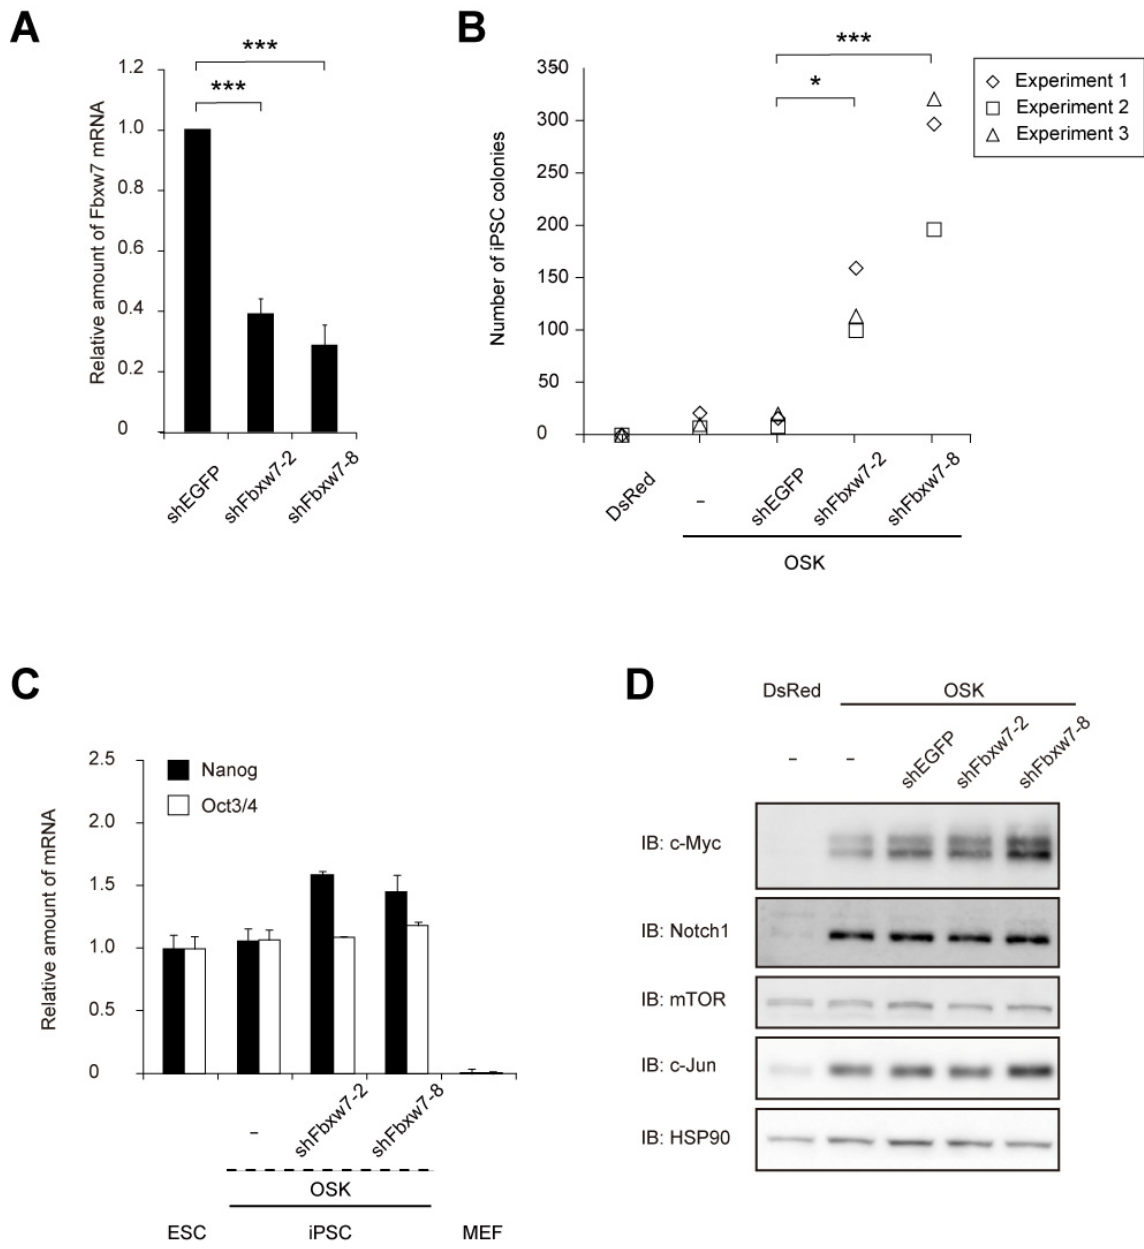 A
***
***
1.2
1.0
0.8
0.6
0.4
0.2
0
Relative amount of Fbxw7 mRNA
shEGFP
shFbxw7-2
shFbxw7-8
B
***
*
350
300
250
200
150
100
50
0
Number of iPSC colonies
Experiment 1
Experiment 2
Experiment 3
DsRed
–
shEGFP
shFbxw7-2
shFbxw7-8
OSK
C
2.5
2.0
1.5
1.0
0.5
0
Relative amount of mRNA
Nanog
Oct3/4
–
shFbxw7-2
shFbxw7-8
OSK
ESC
iPSC
MEF
D
DsRed
OSK
–
–
shEGFP
shFbxw7-2
shFbxw7-8
IB: c-Myc
IB: Notch1
IB: mTOR
IB: c-Jun
IB: HSP90